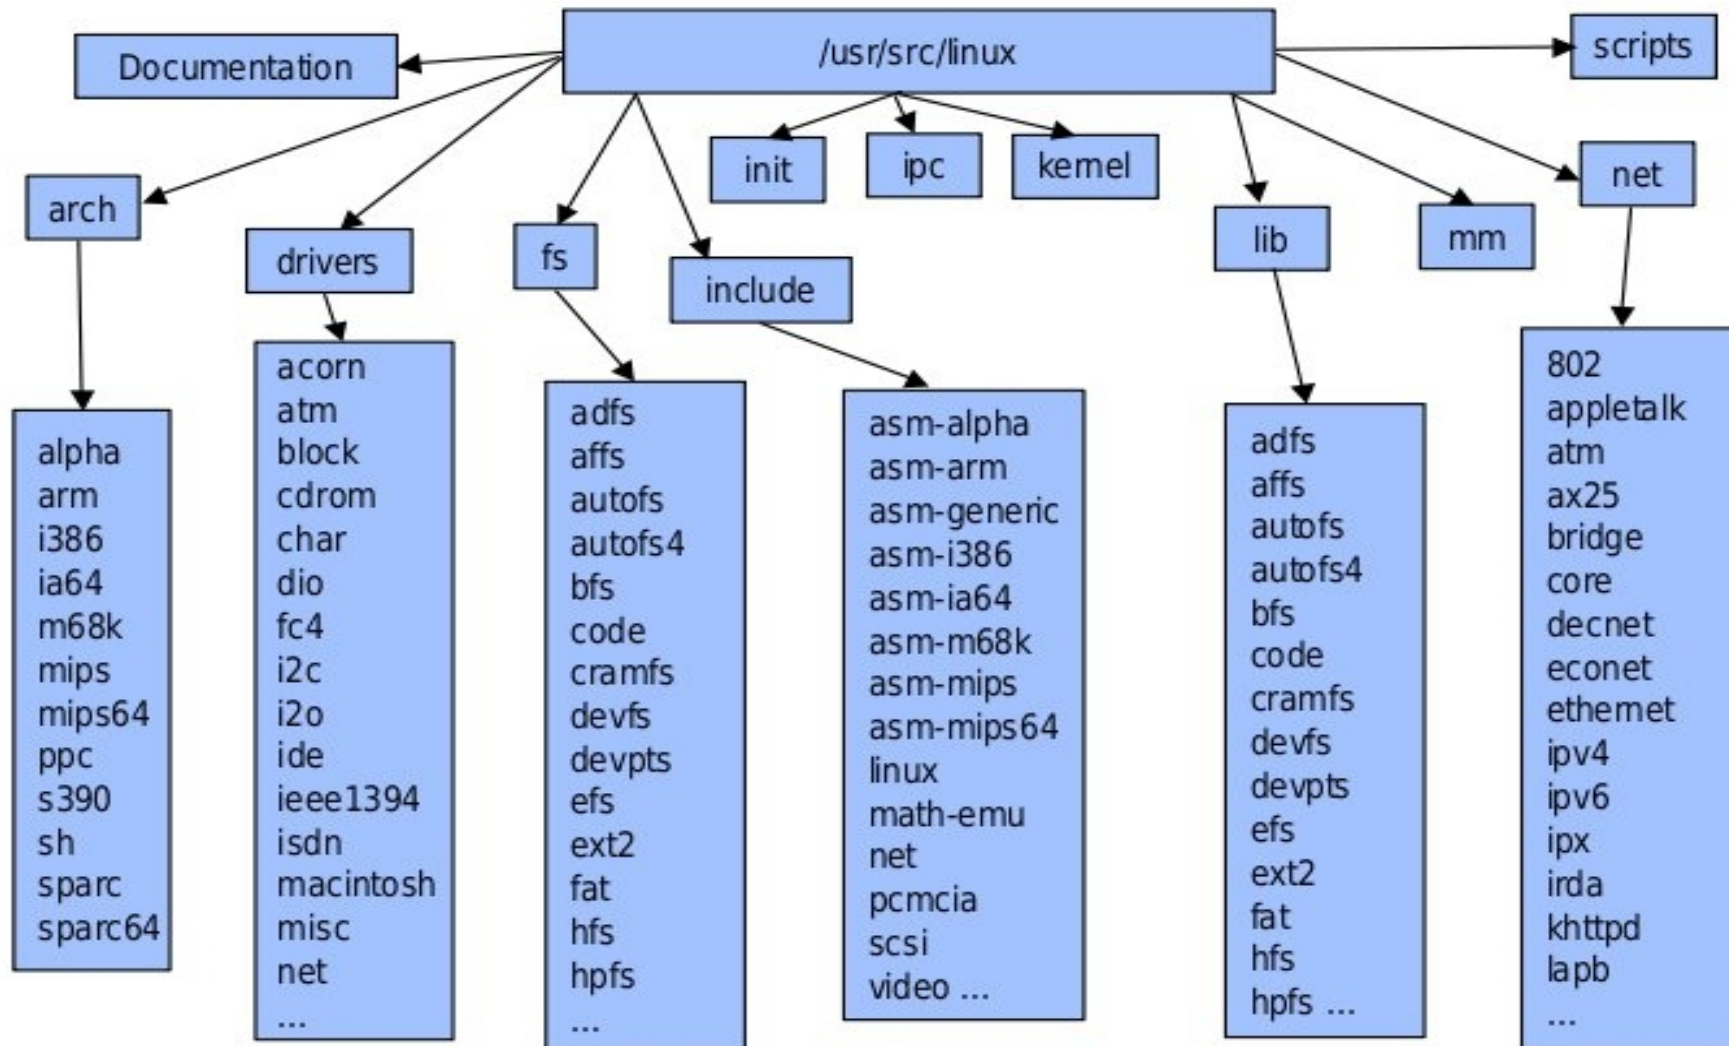 /usr/src/linux
Documentation
scripts
init
ipc
kernel
net
arch
drivers
fs
include
lib
mm
alpha
arm
i386
ia64
m68k
mips
mips64
ppc
s390
sh
sparc
sparc64
acorn
atm
block
cdrom
char
dio
fc4
i2c
i2o
ide
ieee1394
isdn
macintosh
misc
net
...
adfs
affs
autofs
autofs4
bfs
code
cramfs
devfs
devpts
efs
ext2
fat
hfs
hpfs
...
asm-alpha
asm-arm
asm-generic
asm-i386
asm-ia64
asm-m68k
asm-mips
asm-mips64
linux
math-emu
net
pcmcia
scsi
video ...
adfs
affs
autofs
autofs4
bfs
code
cramfs
devfs
devpts
efs
ext2
fat
hfs
hpfs ...
802
appletalk
atm
ax25
bridge
core
decnet
econet
ethernet
ipv4
ipv6
ipx
irda
khttpd
lapb
...